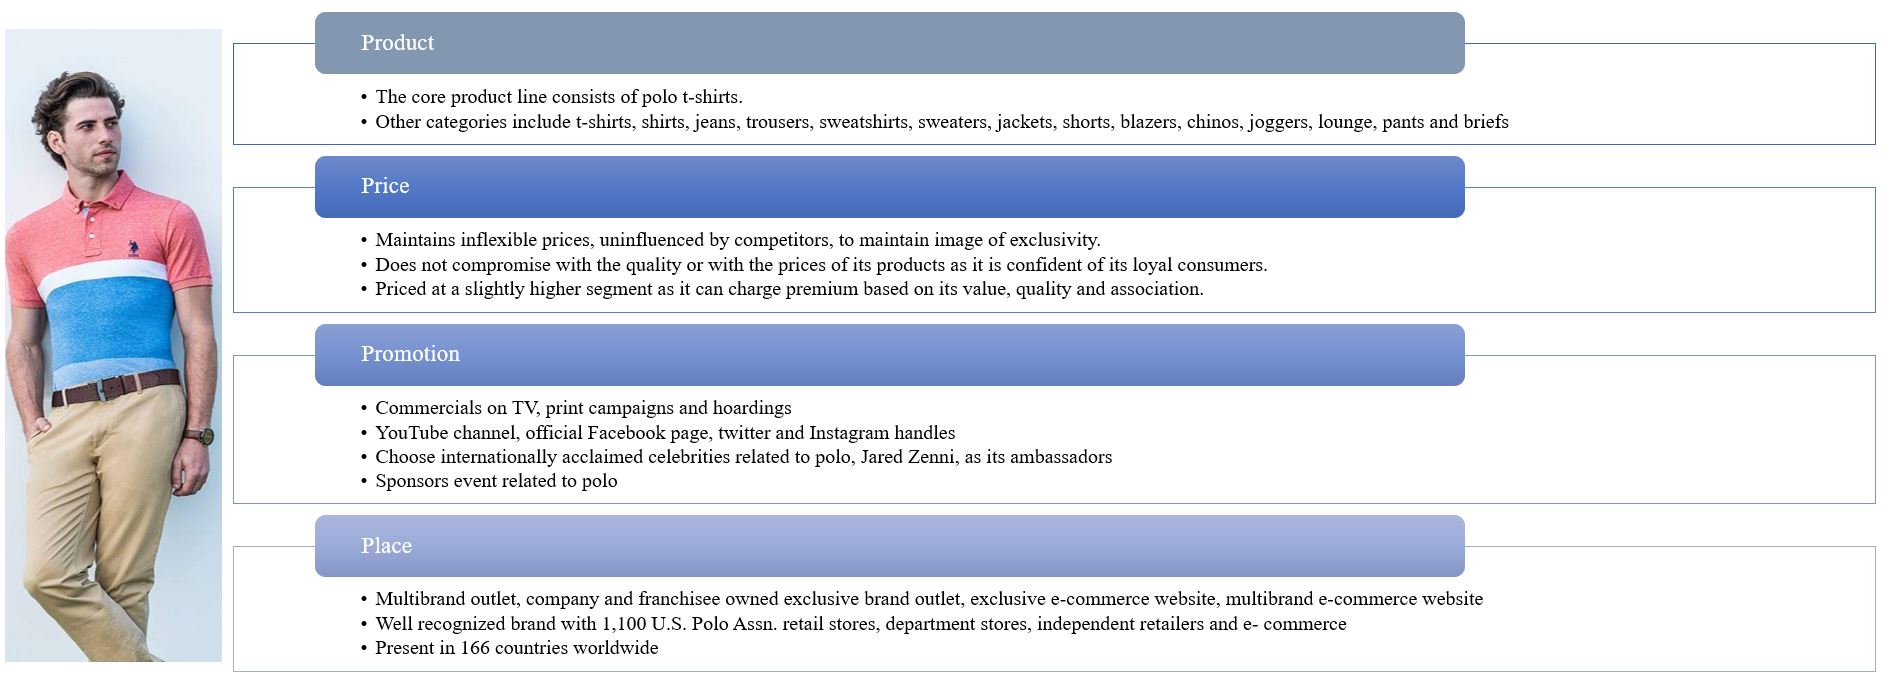 Product
• The core product line consists of polo t-shirts.
• Other categories include t-shirts, shirts, jeans, trousers, sweatshirts, sweaters, jackets, shorts, blazers, chinos, joggers, lounge, pants and briefs
Price
• Maintains inflexible prices, uninfluenced by competitors, to maintain image of exclusivity.
• Does not compromise with the quality or with the prices of its products as it is confident of its loyal consumers.
• Priced at a slightly higher segment as it can charge premium based on its value, quality and association.
Promotion
• Commercials on TV, print campaigns and hoardings
• YouTube channel, official Facebook page, twitter and Instagram handles
• Choose internationally acclaimed celebrities related to polo, Jared Zenni, as its ambassadors
• Sponsors event related to polo
Place
• Multibrand outlet, company and franchisee owned exclusive brand outlet, exclusive e-commerce website, multibrand e-commerce website
• Well recognized brand with 1,100 U.S. Polo Assn. retail stores, department stores, independent retailers and e- commerce
• Present in 166 countries worldwide